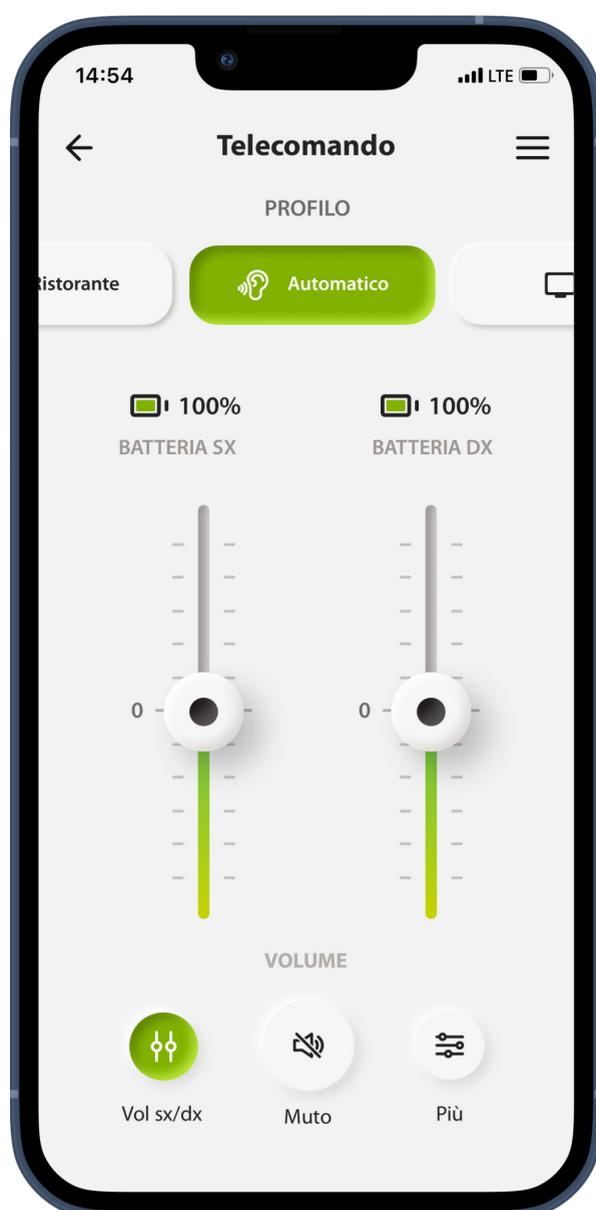 14:54 LTE
Telecomando
PROFILO
Ristorante Automatico
100% 100%
BATTERIA SX BATTERIA DX
0 0
VOLUME
Vol sx/dx Muto Più